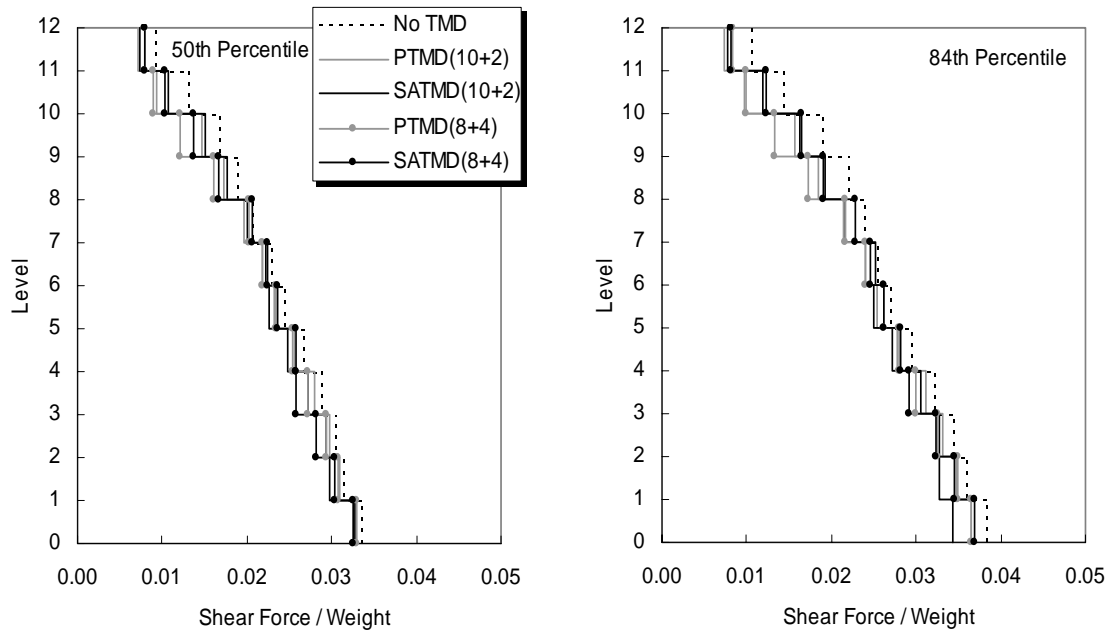 50th Percentile
No TMD
PTMD(10+2)
SATMD(10+2)
PTMD(8+4)
SATMD(8+4)
Level
12
11
10
9
8
7
6
5
4
3
2
1
0
0.00 0.01 0.02 0.03 0.04 0.05
Shear Force / Weight
84th Percentile
Level
12
11
10
9
8
7
6
5
4
3
2
1
0
0.00 0.01 0.02 0.03 0.04 0.05
Shear Force / Weight